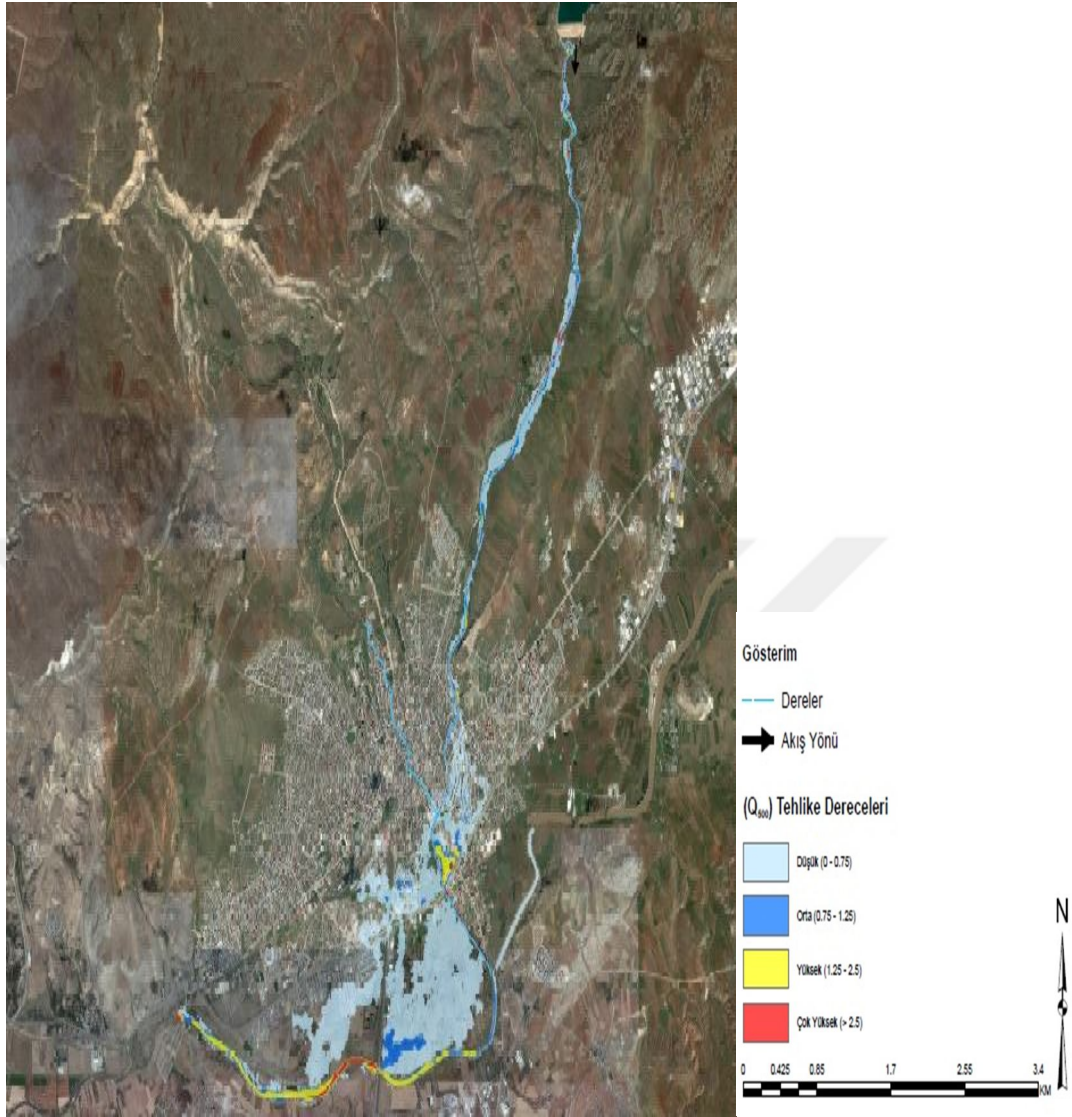 Gösterim
Dereler
Akış Yönü
(Q₅₀₀) Tehlike Dereceleri
Düşük (0 - 0.75)
Orta (0.75 - 1.25)
Yüksek (1.25 - 2.5)
Çok Yüksek (> 2.5)
N
0 0.425 0.85 1.7 2.55 3.4
KM